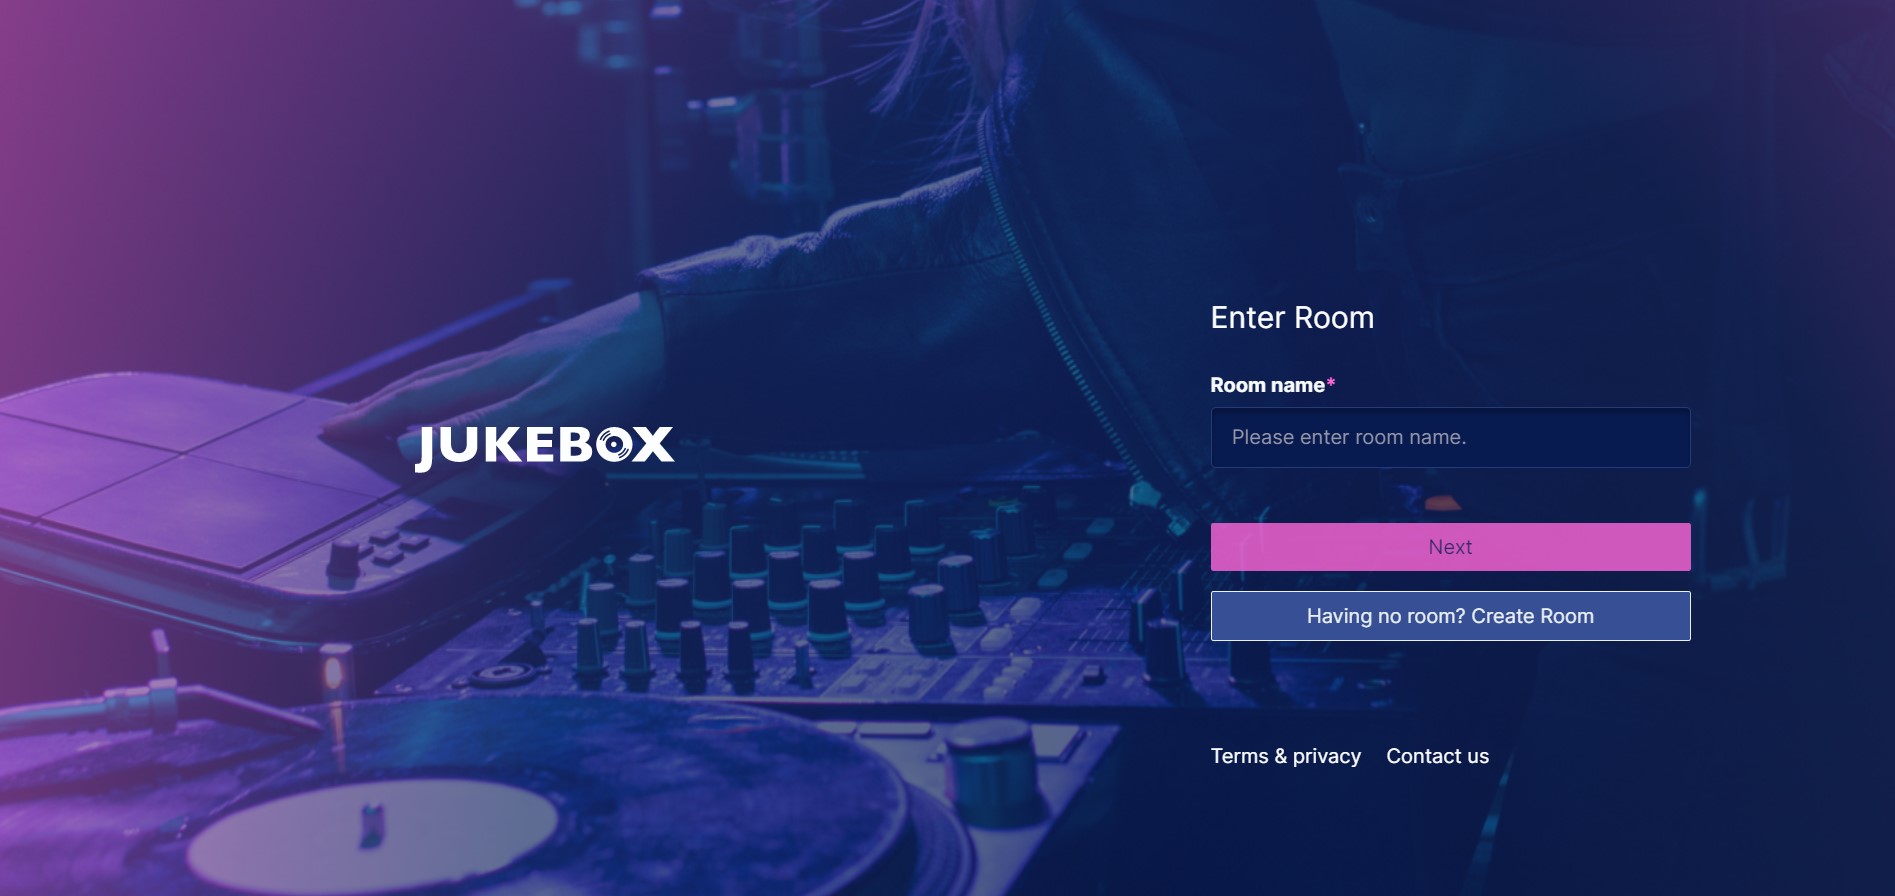 JUKEBOX
Enter Room
Room name*
Please enter room name.
Next
Having no room? Create Room
Terms & privacy
Contact us